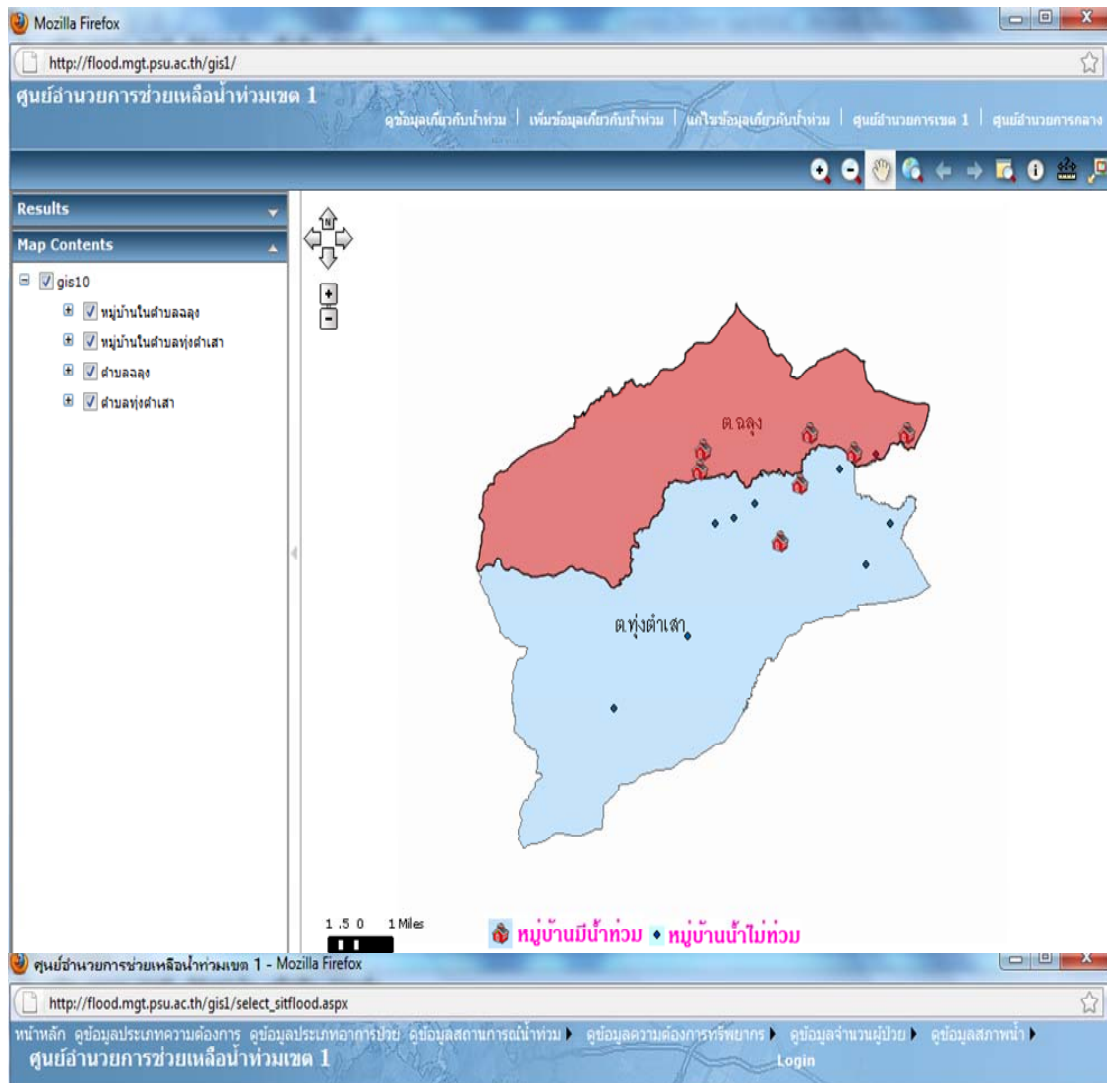 Mozilla Firefox
http://flood.mgt.psu.ac.th/gis1/
ศูนย์อำนวยการช่วยเหลือน้ำท่วมเขต 1
ดูข้อมูลเกี่ยวกับน้ำท่วม | เพิ่มข้อมูลเกี่ยวกับน้ำท่วม | แก้ไขข้อมูลเกี่ยวกับน้ำท่วม | ศูนย์อำนวยการเขต 1 | ศูนย์อำนวยการกลาง
Results
Map Contents
gis10
หมู่บ้านในตำบลฉลุง
หมู่บ้านในตำบลทุ่งตำเสา
ตำบลฉลุง
ตำบลทุ่งตำเสา
N
ต.ฉลุง
ต.ทุ่งตำเสา
1 .5 0 1 Miles
หมู่บ้านมีน้ำท่วม หมู่บ้านน้ำไม่ท่วม
ศูนย์อำนวยการช่วยเหลือน้ำท่วมเขต 1 - Mozilla Firefox
http://flood.mgt.psu.ac.th/gis1/select_sitflood.aspx
หน้าหลัก ดูข้อมูลประเภทความต้องการ ดูข้อมูลประเภทอาการป่วย ดูข้อมูลสถานการณ์น้ำท่วม ดูข้อมูลความต้องการทรัพยากร ดูข้อมูลจำนวนผู้ป่วย ดูข้อมูลสภาพน้ำ
ศูนย์อำนวยการช่วยเหลือน้ำท่วมเขต 1
Login